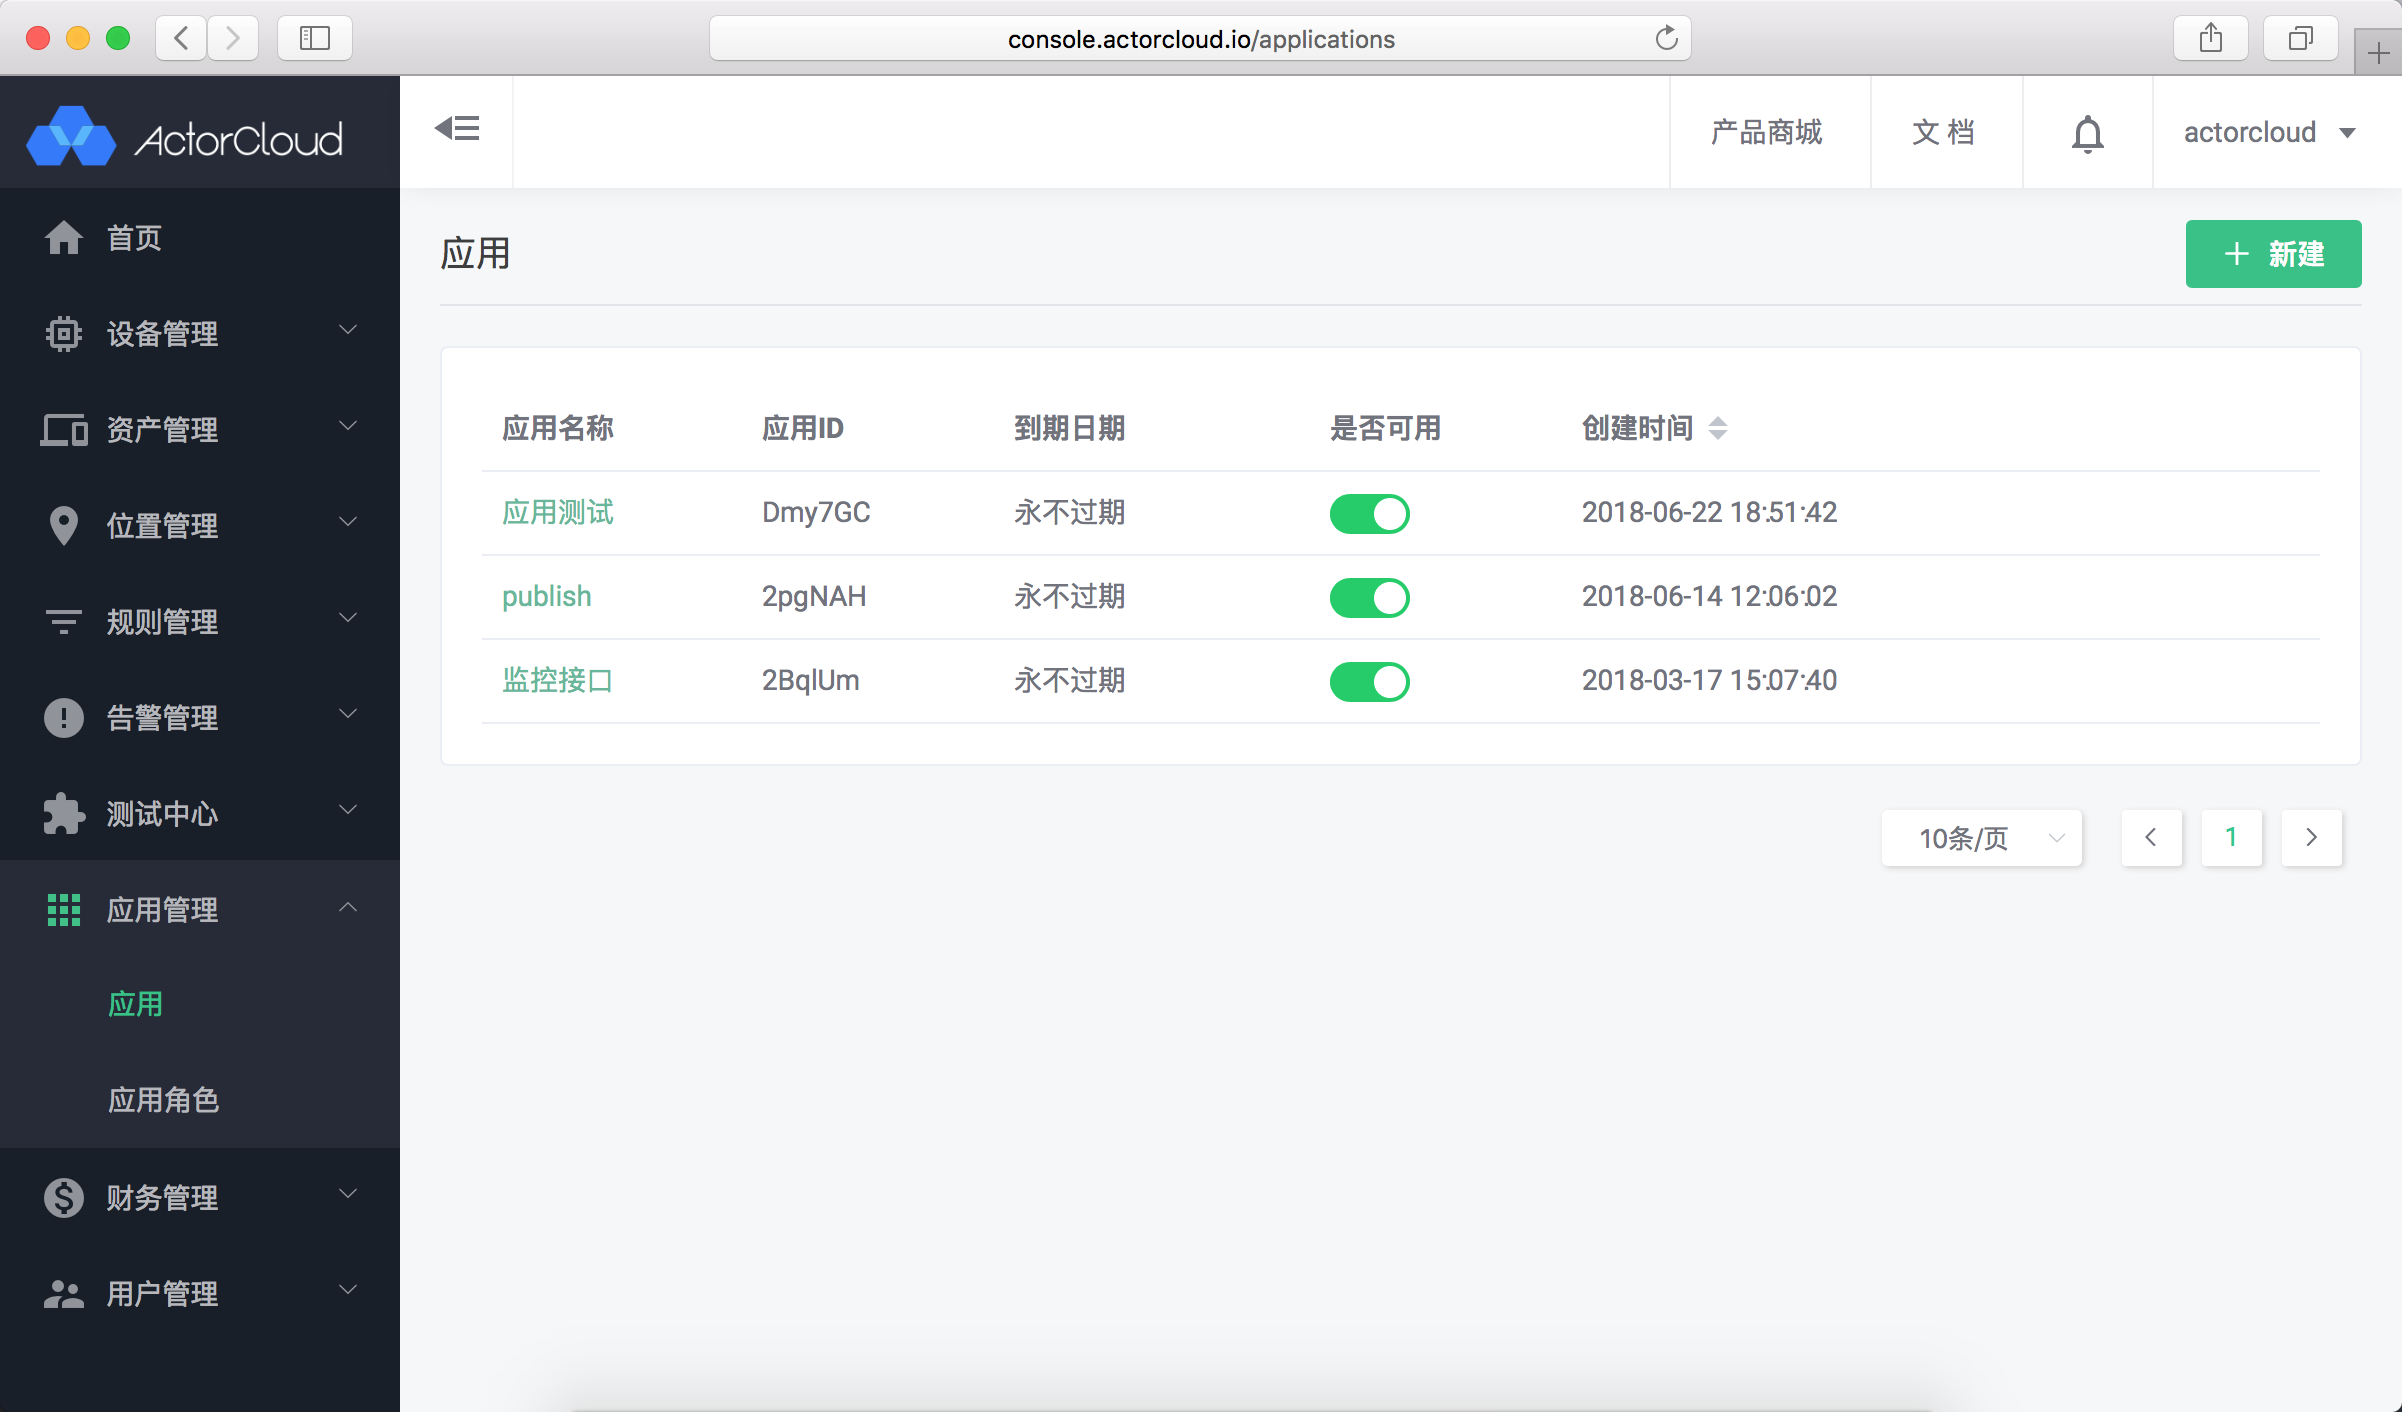 console.actorcloud.io/applications
ActorCloud
产品商城
文 档
actorcloud
首页
设备管理
资产管理
位置管理
规则管理
告警管理
测试中心
应用管理
应用
应用角色
财务管理
用户管理
应用
+ 新建
应用名称 应用ID 到期日期 是否可用 创建时间
应用测试 Dmy7GC 永不过期 2018-06-22 18:51:42
publish 2pgNAH 永不过期 2018-06-14 12:06:02
监控接口 2BqlUm 永不过期 2018-03-17 15:07:40
10条/页 1